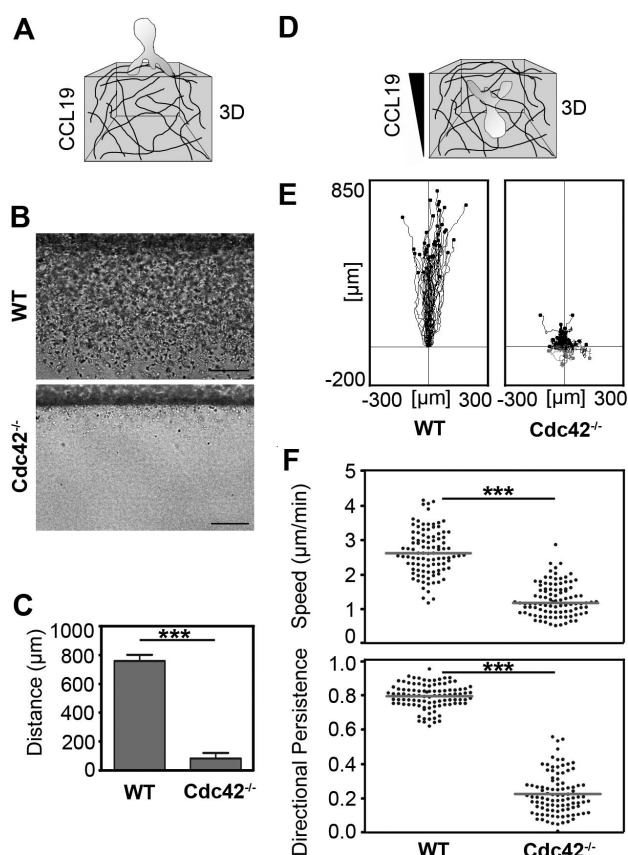 A
CCL19
3D
B
WT
Cdc42-/-
C
Distance (µm)
1000
800
600
400
200
0
***
WT
Cdc42-/-
D
CCL19
3D
E
850
[µm]
-200
-300 [µm] 300
-300 [µm] 300
WT
Cdc42-/-
F
Speed (µm/min)
5
4
3
2
1
0
***
Directional Persistence
1.0
0.8
0.6
0.4
0.2
0.0
***
WT
Cdc42-/-